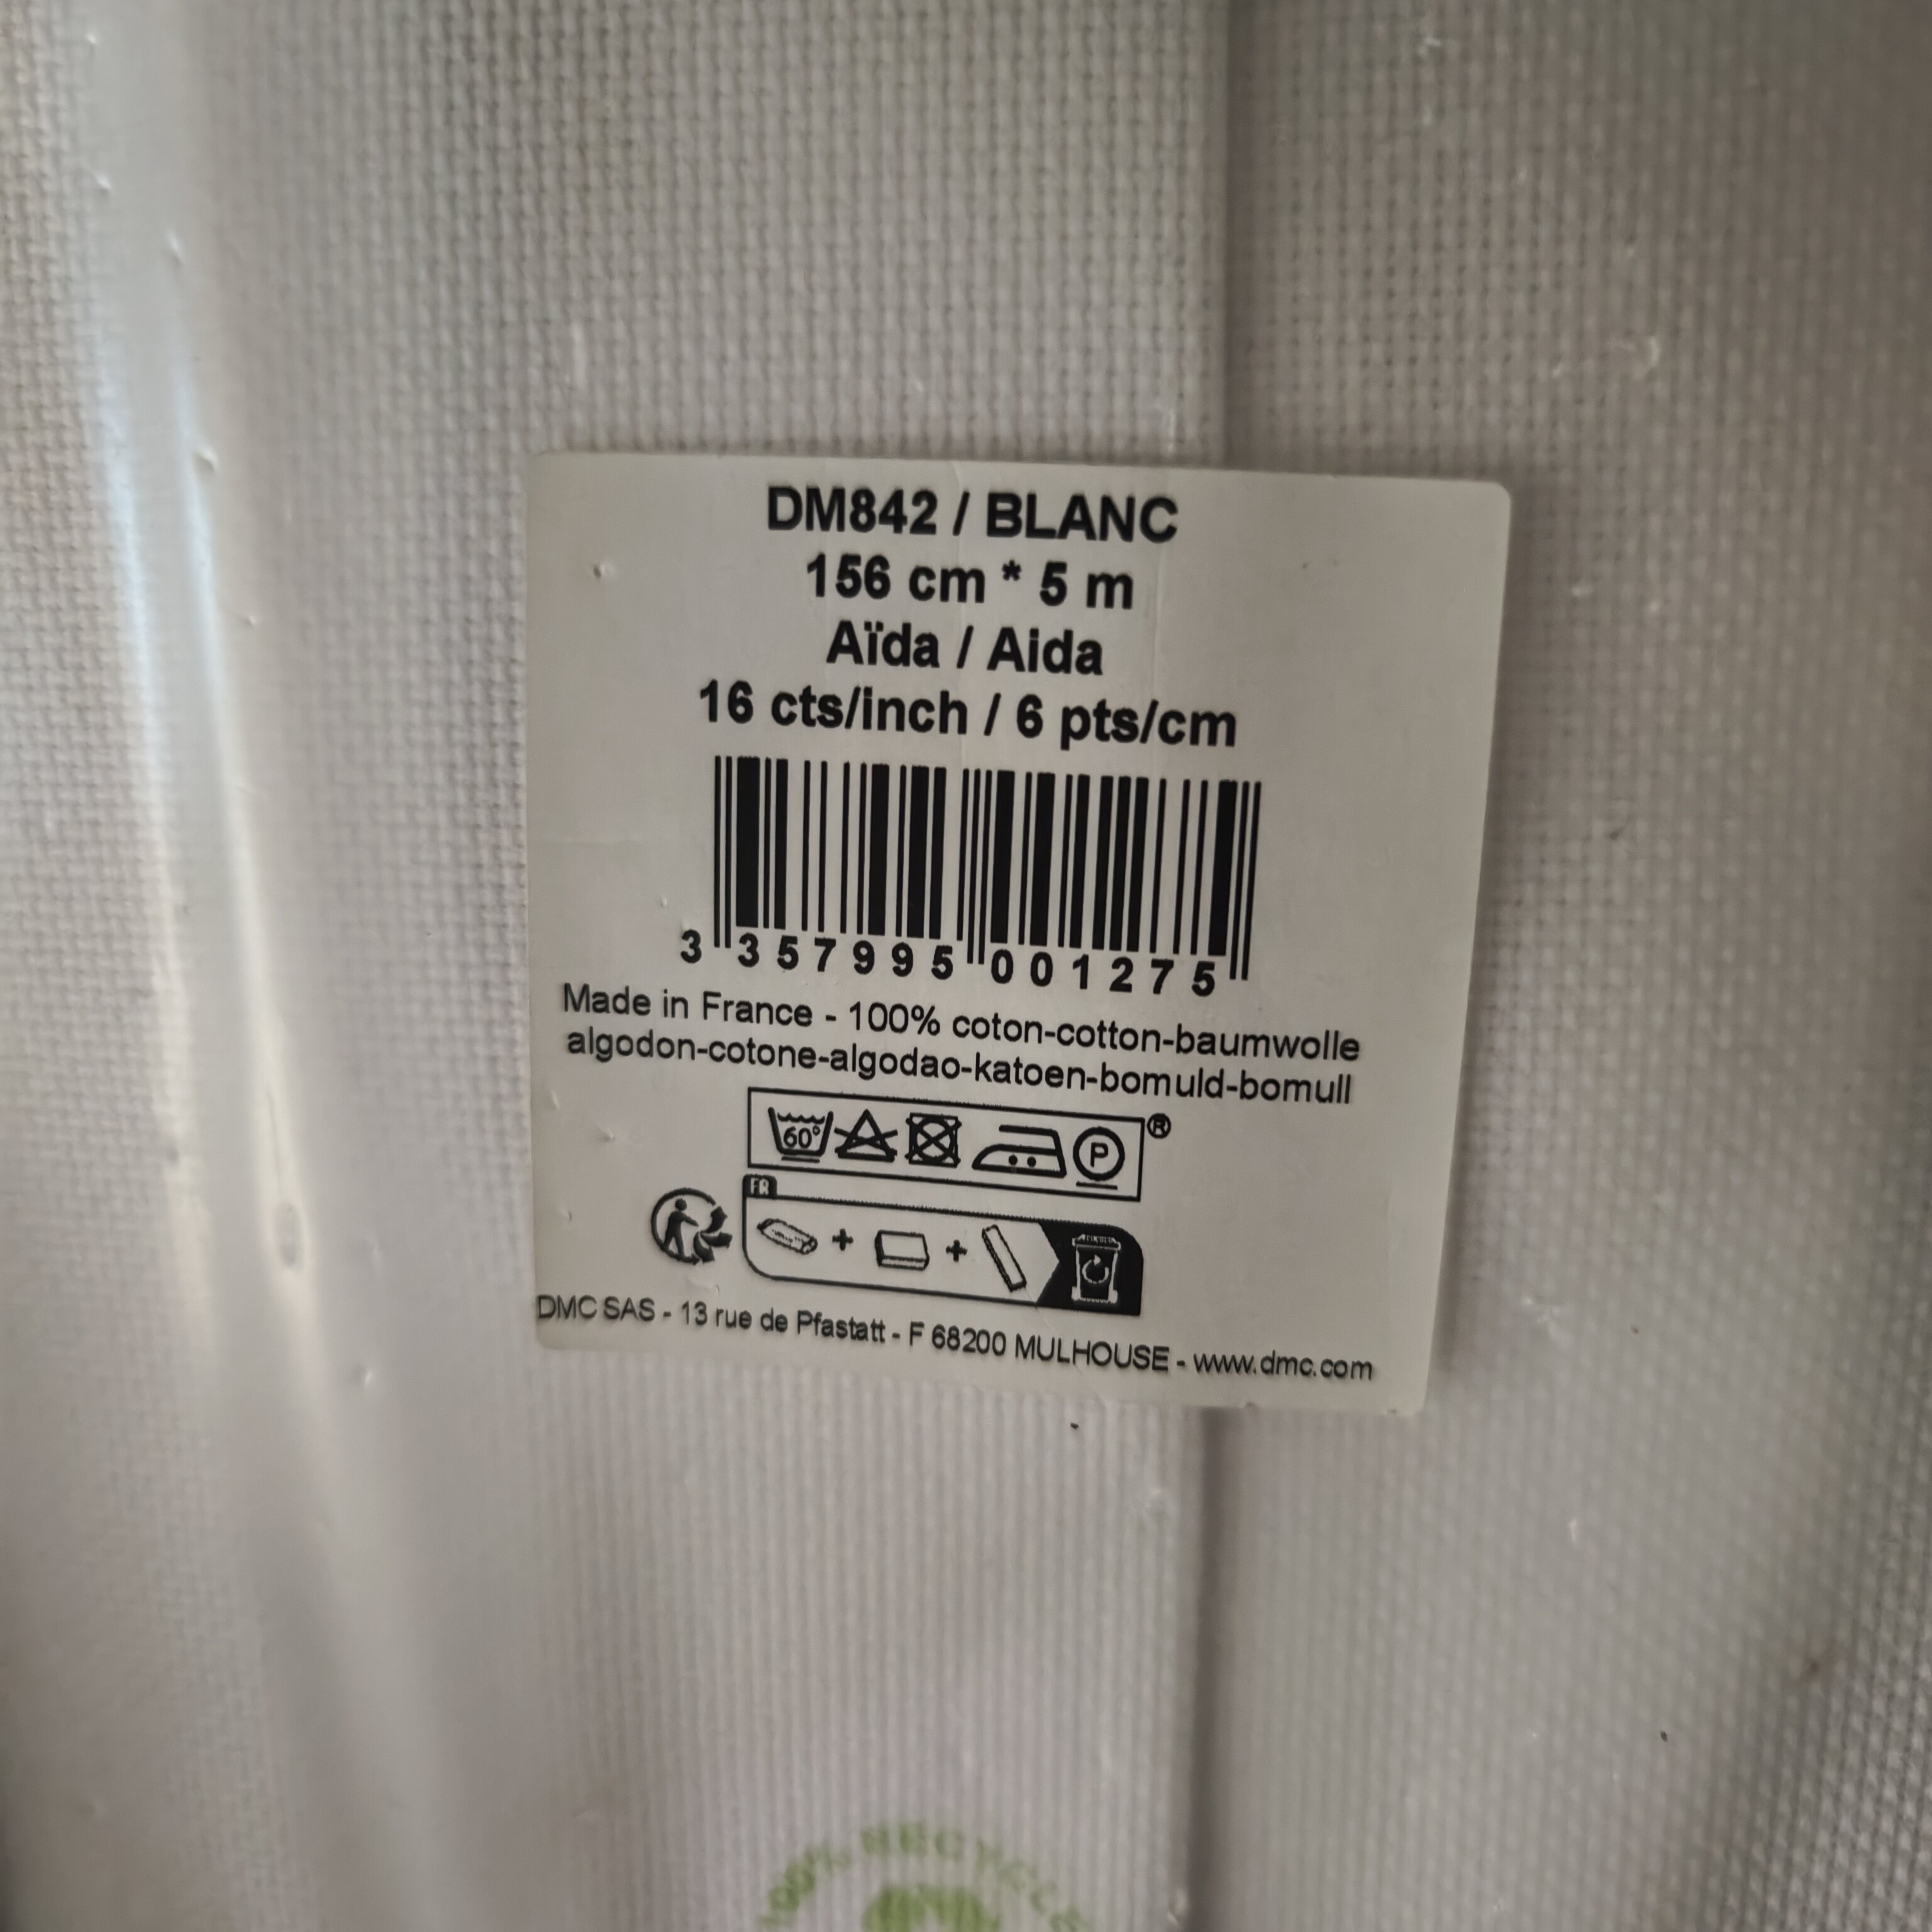 DM842 / BLANC
156 cm * 5 m
Aïda / Aida
16 cts/inch / 6 pts/cm
3 357995 001275
Made in France - 100% coton-cotton-baumwolle
algodon-cotone-algodao-katoen-bomuld-bomull
60°
P
®
FR
DMC SAS - 13 rue de Pfastatt - F 68200 MULHOUSE - www.dmc.com
100% RECYCLE